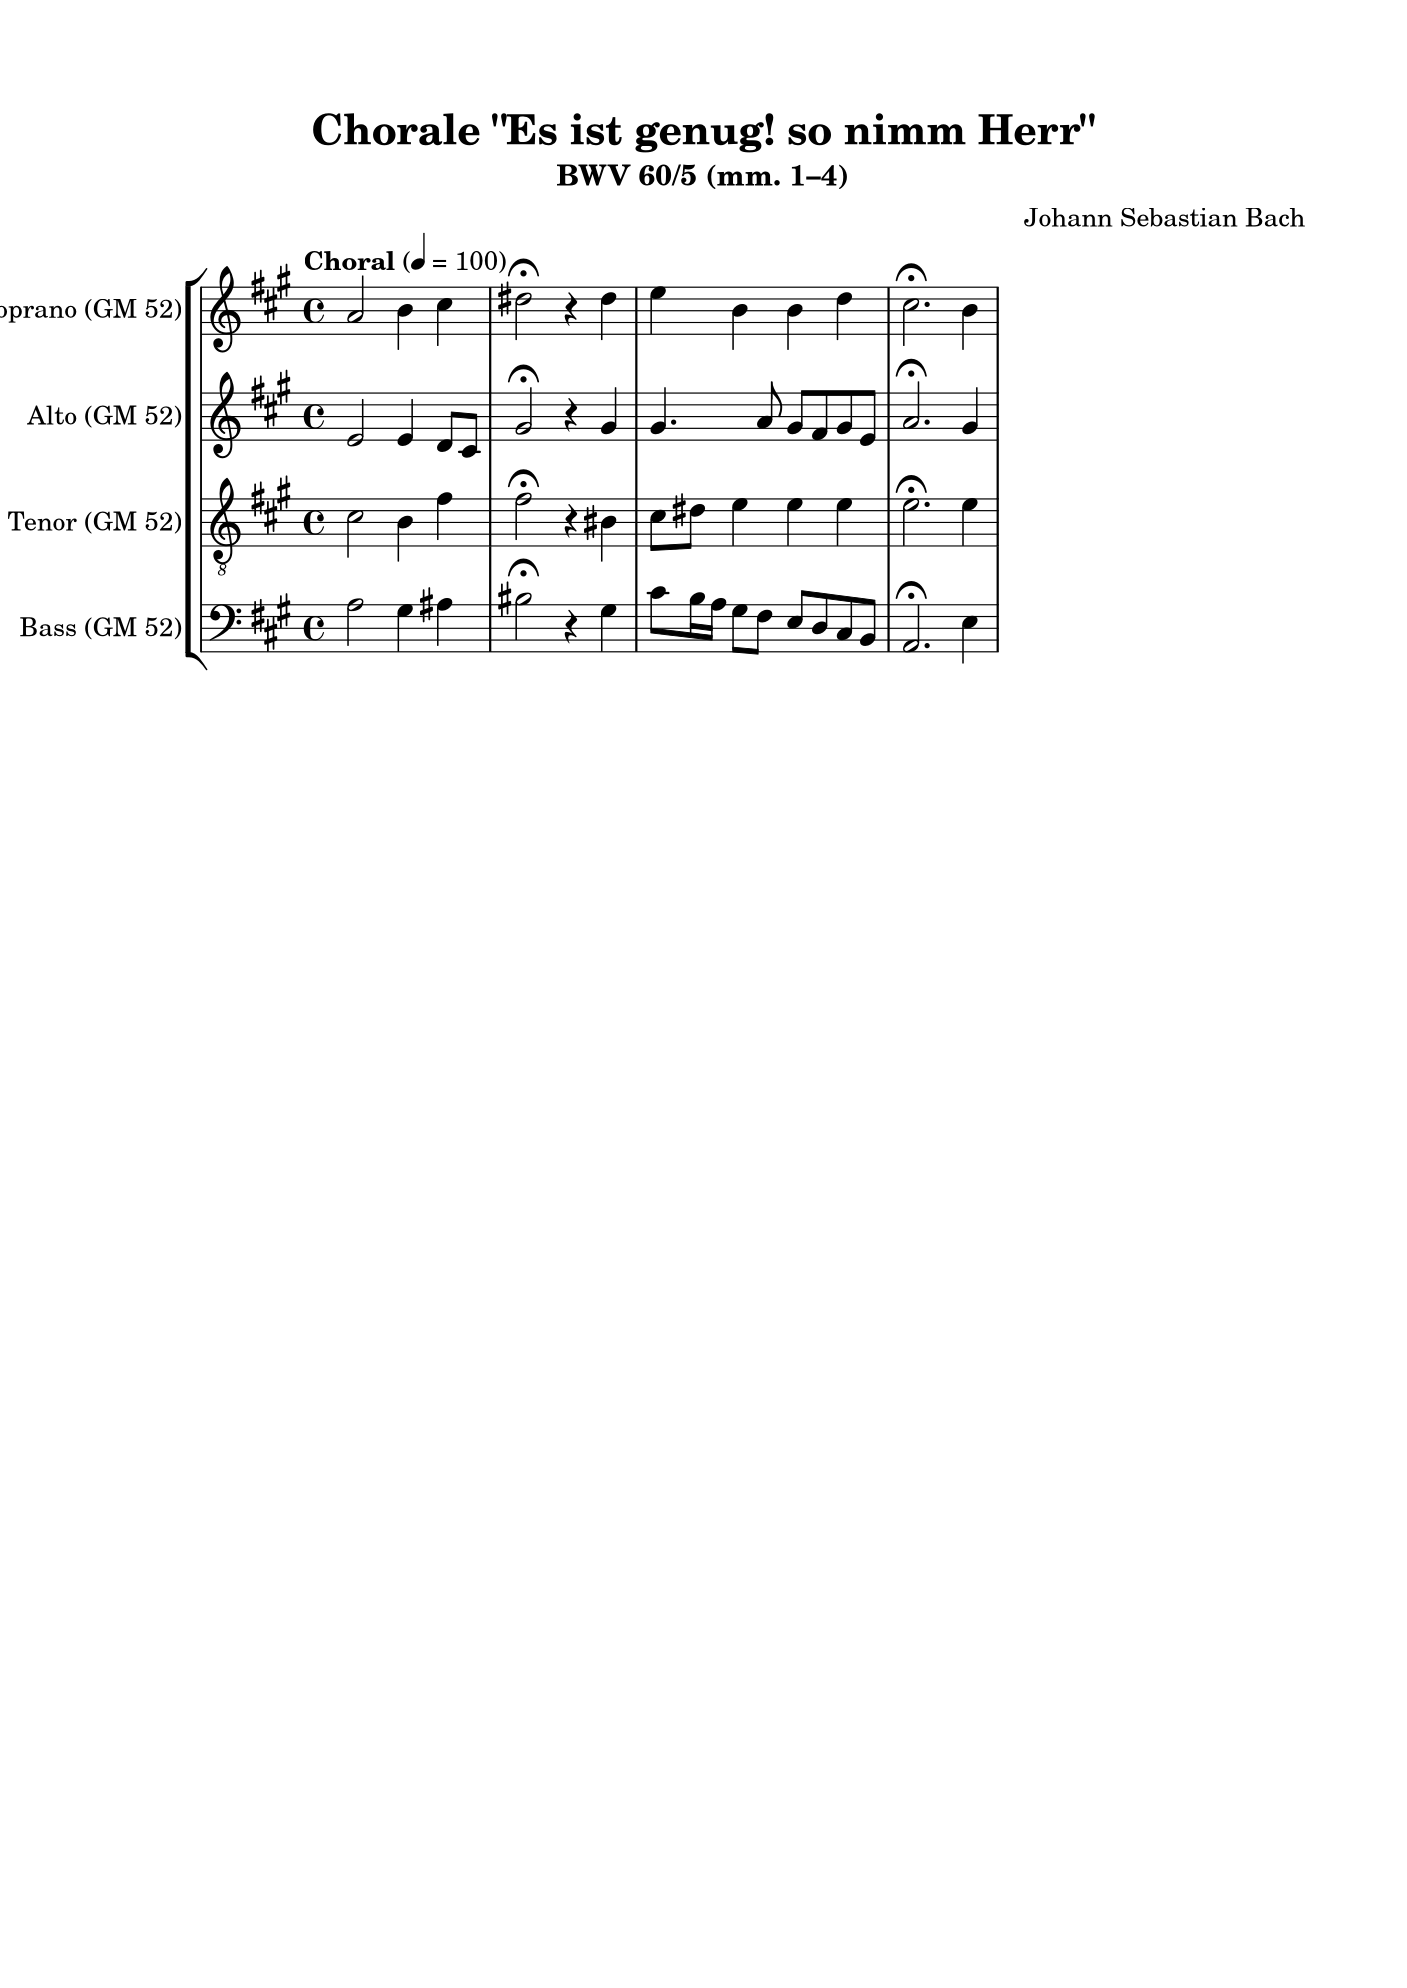 Chorale "Es ist genug! so nimm Herr"
BWV 60/5 (mm. 1–4)
Johann Sebastian Bach
Choral (♩ = 100)
oprano (GM 52)
Alto (GM 52)
Tenor (GM 52)
8
Bass (GM 52)